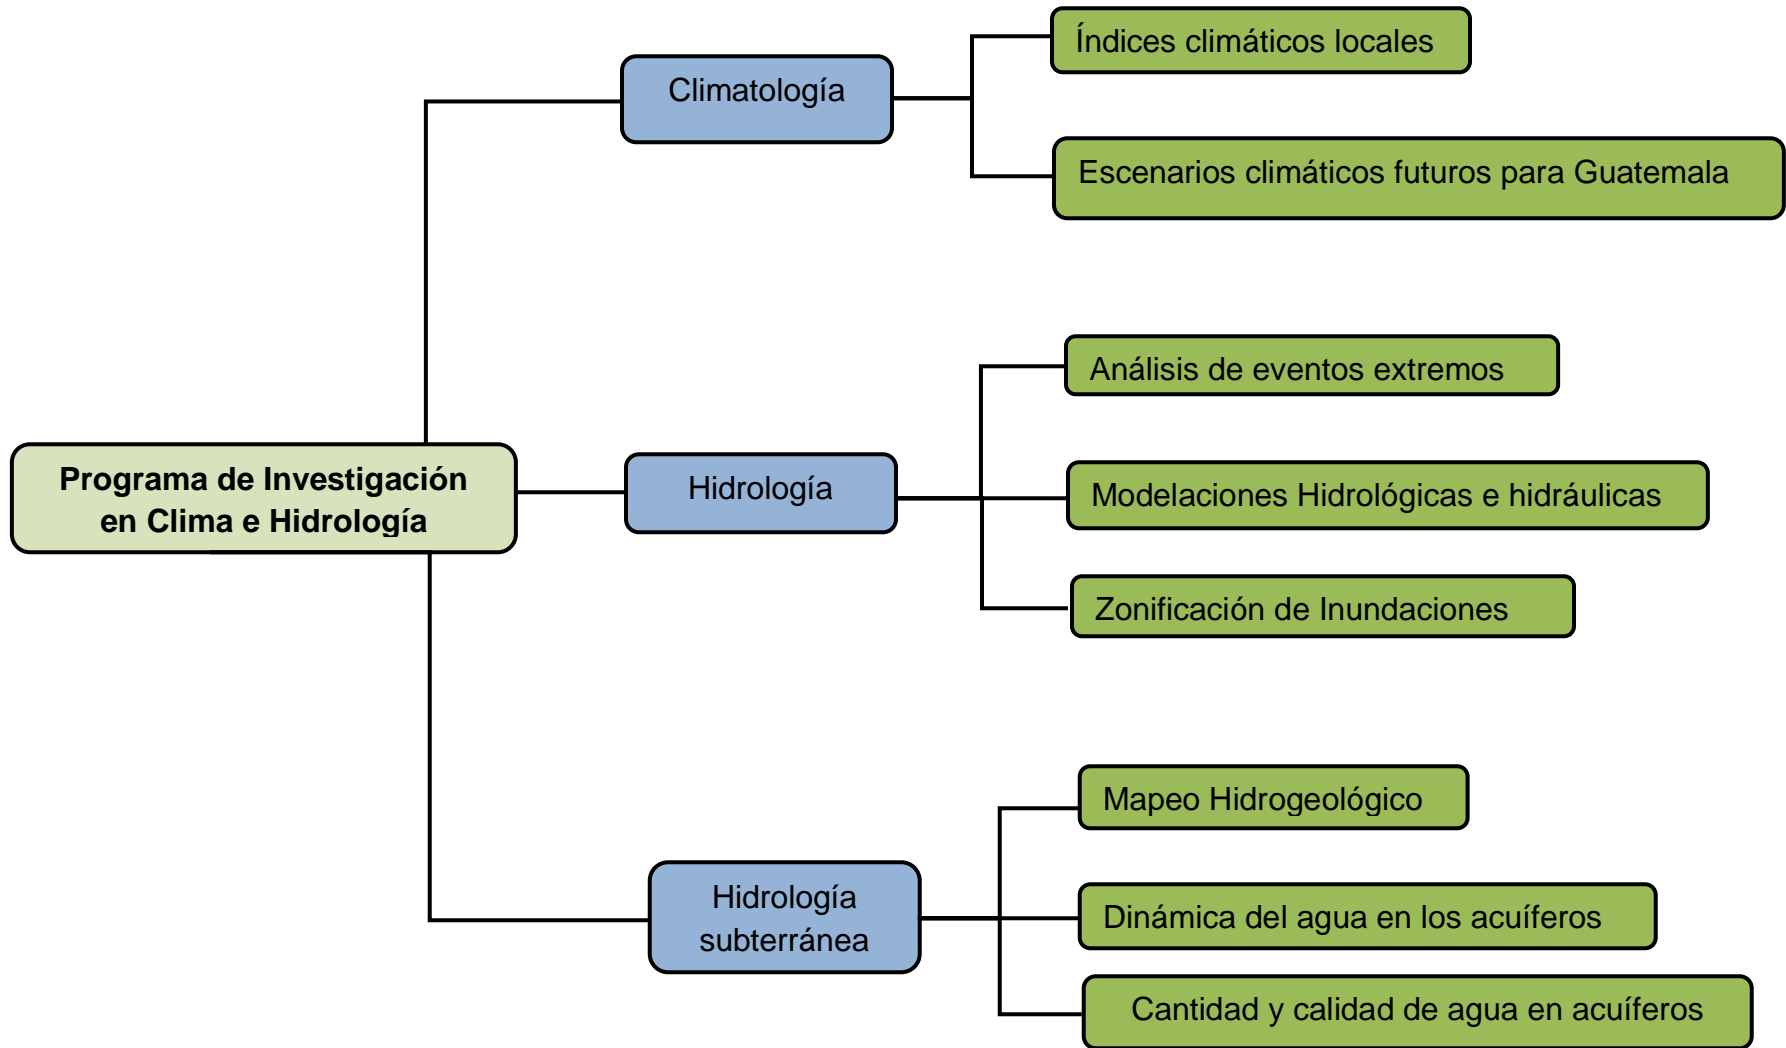 Índices climáticos locales
Climatología
Escenarios climáticos futuros para Guatemala
Análisis de eventos extremos
Programa de Investigación
en Clima e Hidrología
Hidrología
Modelaciones Hidrológicas e hidráulicas
Zonificación de Inundaciones
Mapeo Hidrogeológico
Hidrología
subterránea
Dinámica del agua en los acuíferos
Cantidad y calidad de agua en acuíferos